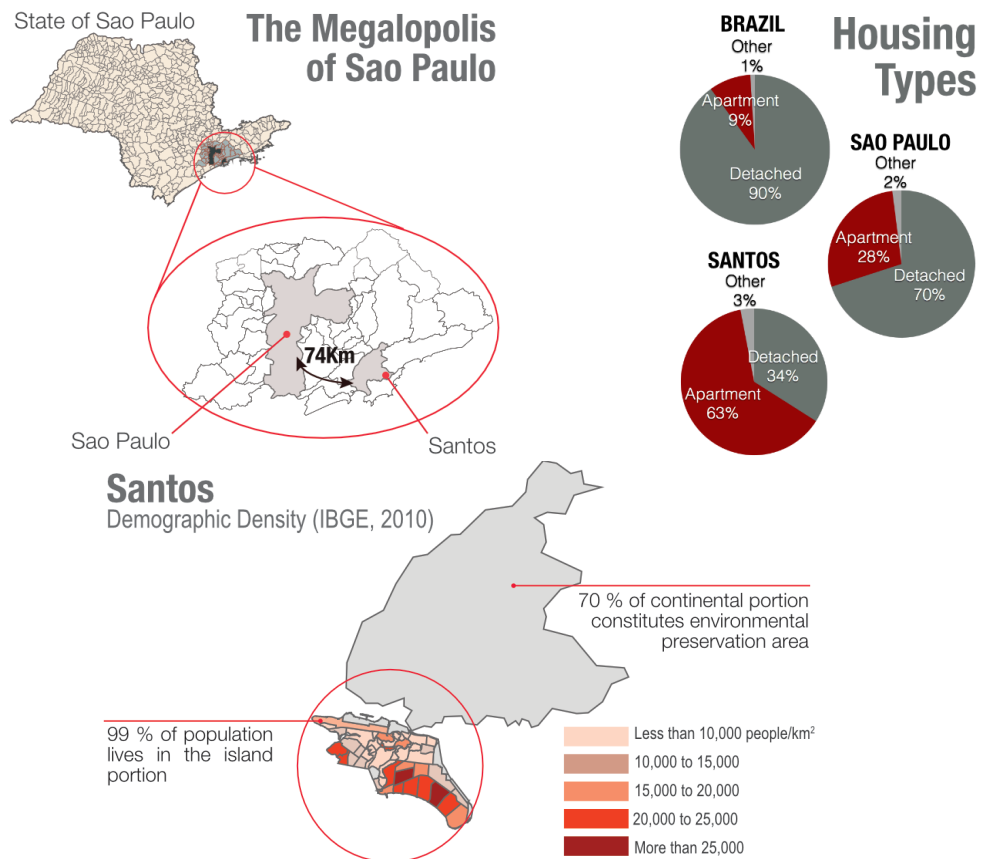 State of Sao Paulo
The Megalopolis
of Sao Paulo
74Km
Sao Paulo
Santos
Housing
Types
BRAZIL
Other
1%
Apartment
9%
Detached
90%
SAO PAULO
Other
2%
Apartment
28%
Detached
70%
SANTOS
Other
3%
Detached
34%
Apartment
63%
Santos
Demographic Density (IBGE, 2010)
70 % of continental portion
constitutes environmental
preservation area
99 % of population
lives in the island
portion
Less than 10,000 people/km²
10,000 to 15,000
15,000 to 20,000
20,000 to 25,000
More than 25,000